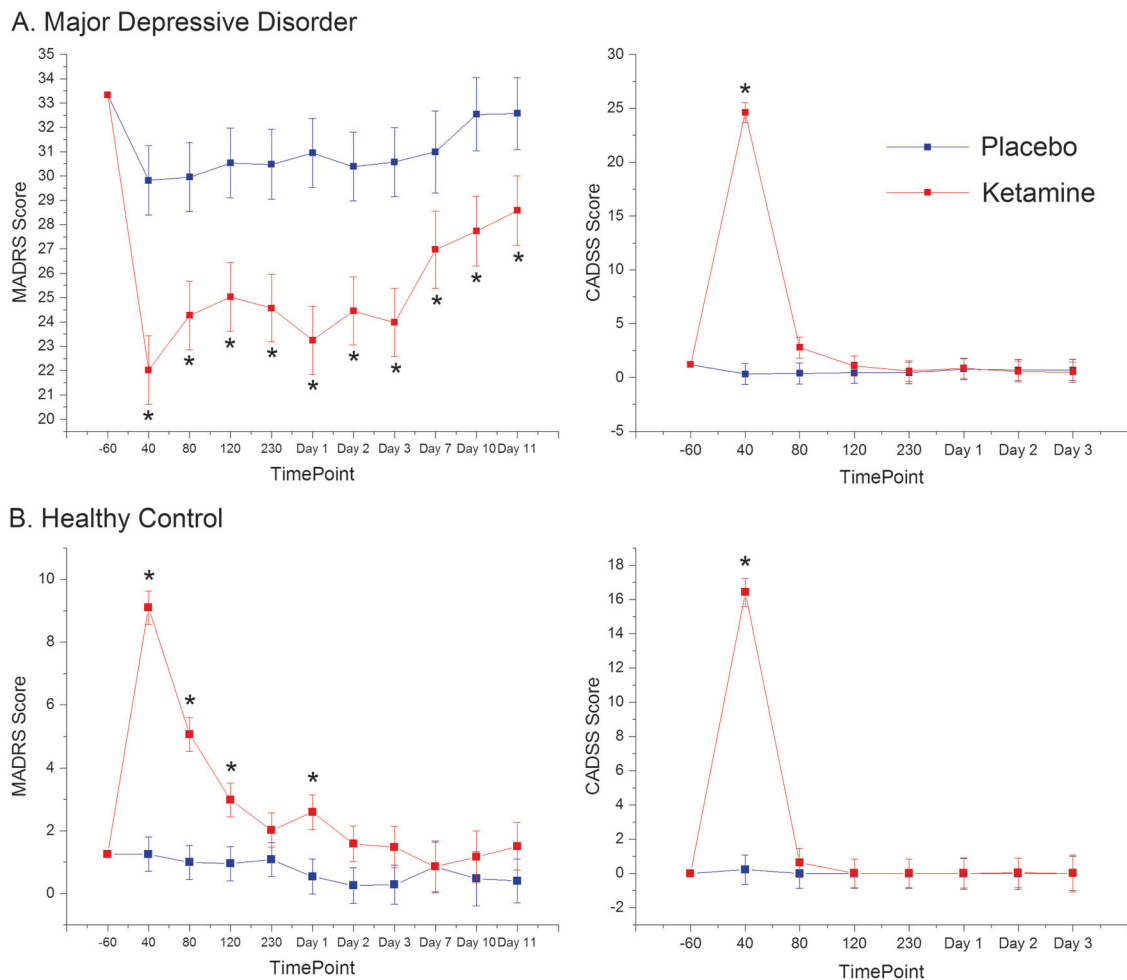 A. Major Depressive Disorder
35
34
33
32
31
30
29
28
27
26
25
24
23
22
21
20
MADRS Score
* * * * * * * * * *
-60 40 80 120 230 Day 1 Day 2 Day 3 Day 7 Day 10 Day 11
TimePoint
30
25
20
15
10
5
0
-5
CADSS Score
*
Placebo
Ketamine
-60 40 80 120 230 Day 1 Day 2 Day 3
TimePoint
B. Healthy Control
10
8
6
4
2
0
MADRS Score
* * * *
-60 40 80 120 230 Day 1 Day 2 Day 3 Day 7 Day 10 Day 11
TimePoint
18
16
14
12
10
8
6
4
2
0
-2
CADSS Score
*
-60 40 80 120 230 Day 1 Day 2 Day 3
TimePoint